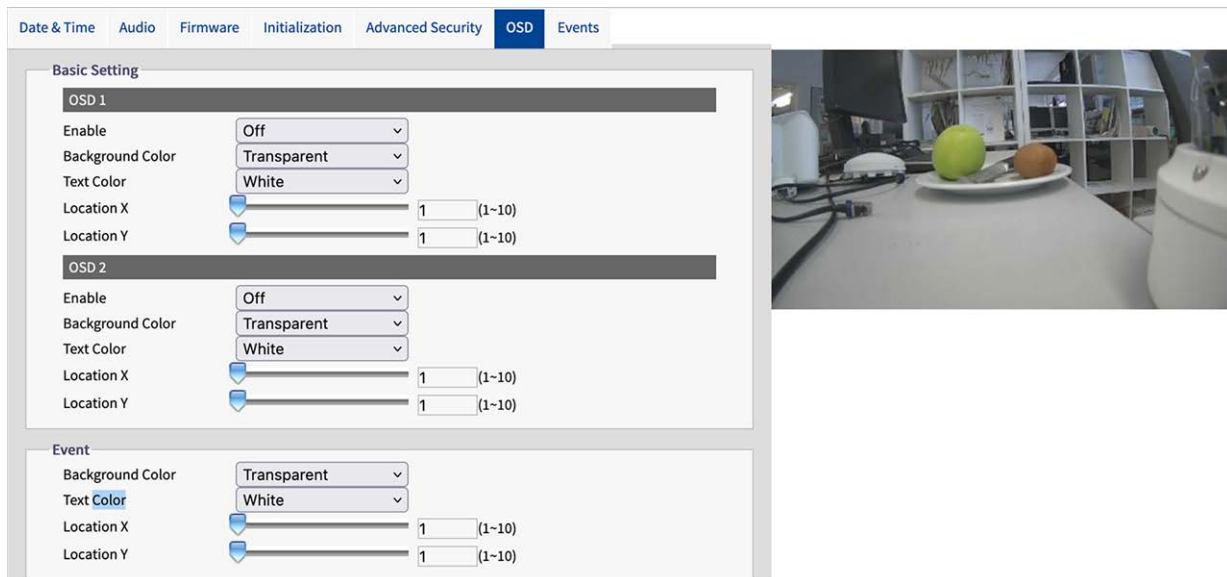 Date & Time Audio Firmware Initialization Advanced Security OSD Events
Basic Setting
OSD 1
Enable Off
Background Color Transparent
Text Color White
Location X 1 (1~10)
Location Y 1 (1~10)
OSD 2
Enable Off
Background Color Transparent
Text Color White
Location X 1 (1~10)
Location Y 1 (1~10)
Event
Background Color Transparent
Text Color White
Location X 1 (1~10)
Location Y 1 (1~10)